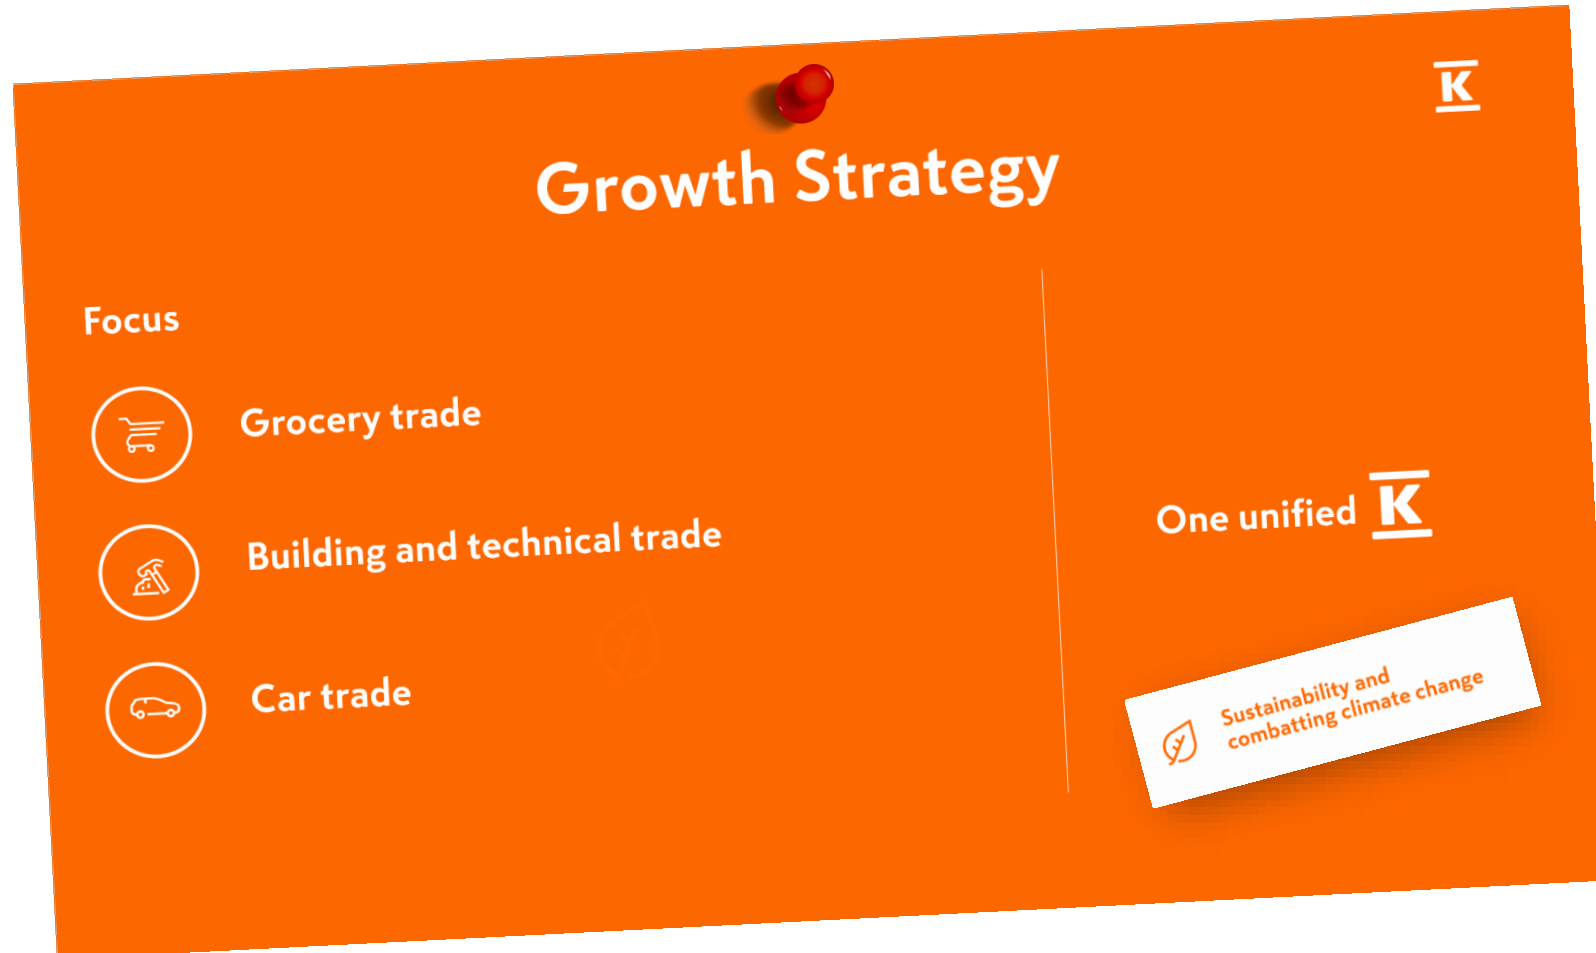 K
Growth Strategy
Focus
Grocery trade
Building and technical trade
Car trade
One unified K
Sustainability and
combatting climate change